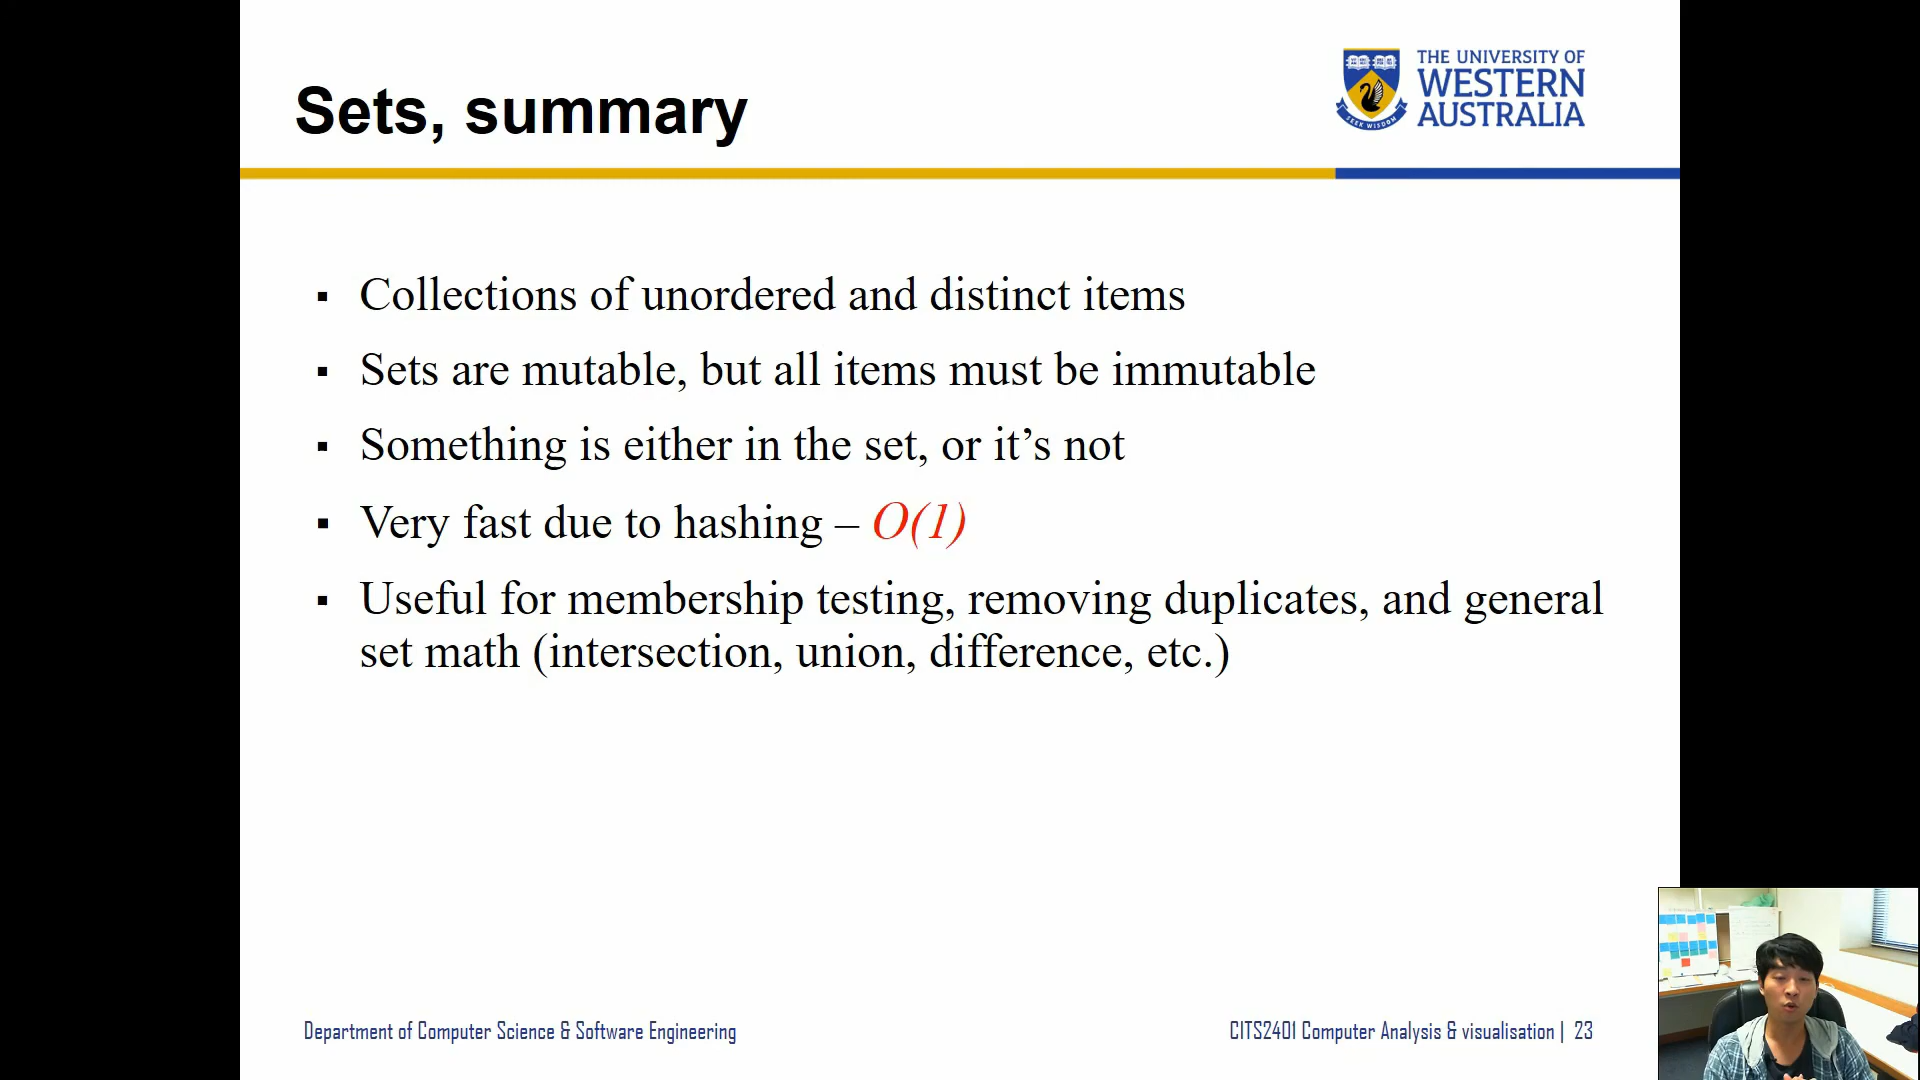 Sets, summary
THE UNIVERSITY OF
WESTERN
AUSTRALIA
SEEK WISDOM
▪ Collections of unordered and distinct items
▪ Sets are mutable, but all items must be immutable
▪ Something is either in the set, or it’s not
▪ Very fast due to hashing – O(1)
▪ Useful for membership testing, removing duplicates, and general
set math (intersection, union, difference, etc.)
Department of Computer Science & Software Engineering
CITS2401 Computer Analysis & visualisation | 23